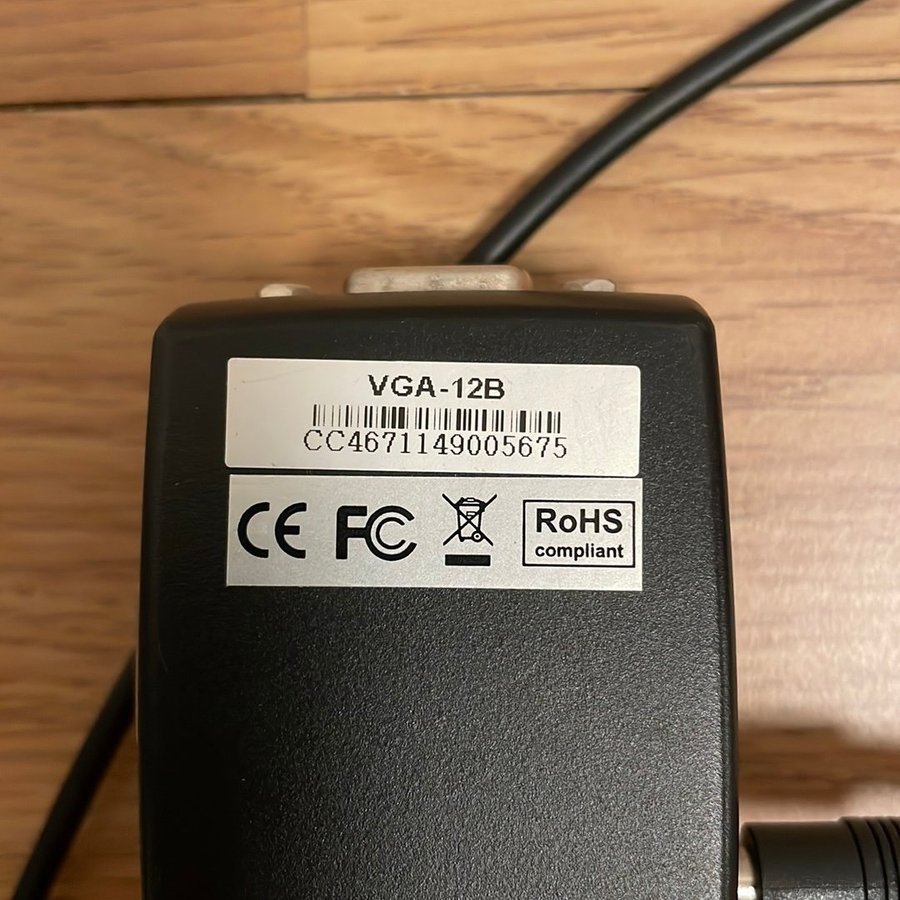 VGA-12B
CC4671149005675
CE FC RoHS
compliant